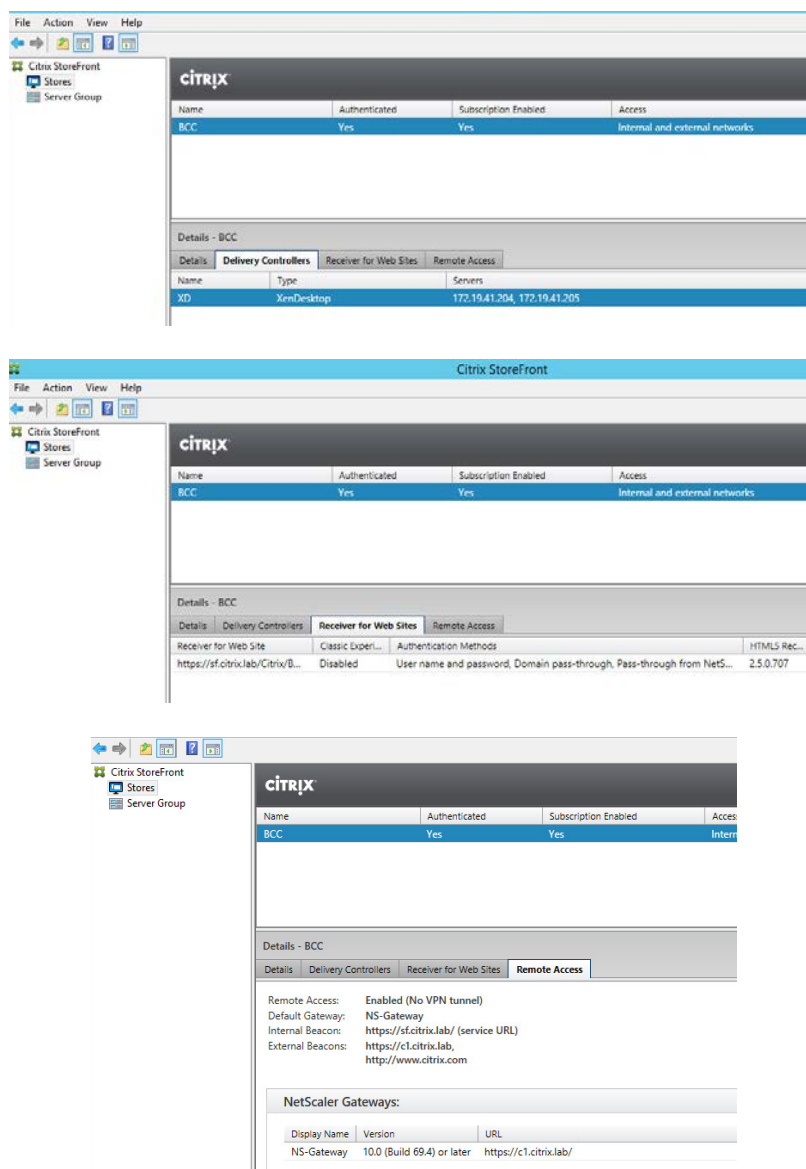 File Action View Help
Citrix StoreFront
Stores
Server Group
CİTRIX
Name Authenticated Subscription Enabled Access
BCC Yes Yes Internal and external networks
Details - BCC
Details Delivery Controllers Receiver for Web Sites Remote Access
Name Type Servers
XD XenDesktop 172.19.41.204, 172.19.41.205
Citrix StoreFront
File Action View Help
Citrix StoreFront
Stores
Server Group
CİTRIX
Name Authenticated Subscription Enabled Access
BCC Yes Yes Internal and external networks
Details - BCC
Details Delivery Controllers Receiver for Web Sites Remote Access
Receiver for Web Site Classic Experi... Authentication Methods HTML5 Rec...
https://sf.citrix.lab/Citrix/B... Disabled User name and password, Domain pass-through, Pass-through from NetS... 2.5.0.707
Citrix StoreFront
Stores
Server Group
CİTRIX
Name Authenticated Subscription Enabled Acces
BCC Yes Yes Intern
Details - BCC
Details Delivery Controllers Receiver for Web Sites Remote Access
Remote Access: Enabled (No VPN tunnel)
Default Gateway: NS-Gateway
Internal Beacon: https://sf.citrix.lab/ (service URL)
External Beacons: https://c1.citrix.lab,
http://www.citrix.com
NetScaler Gateways:
Display Name Version URL
NS-Gateway 10.0 (Build 69.4) or later https://c1.citrix.lab/